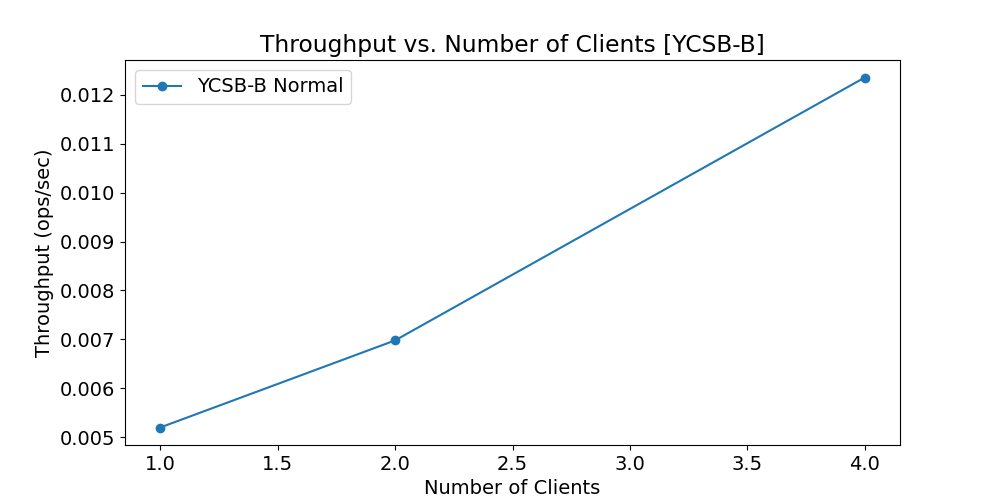 Throughput vs. Number of Clients [YCSB-B]
YCSB-B Normal
Throughput (ops/sec)
0.012
0.011
0.010
0.009
0.008
0.007
0.006
0.005
1.0 1.5 2.0 2.5 3.0 3.5 4.0
Number of Clients